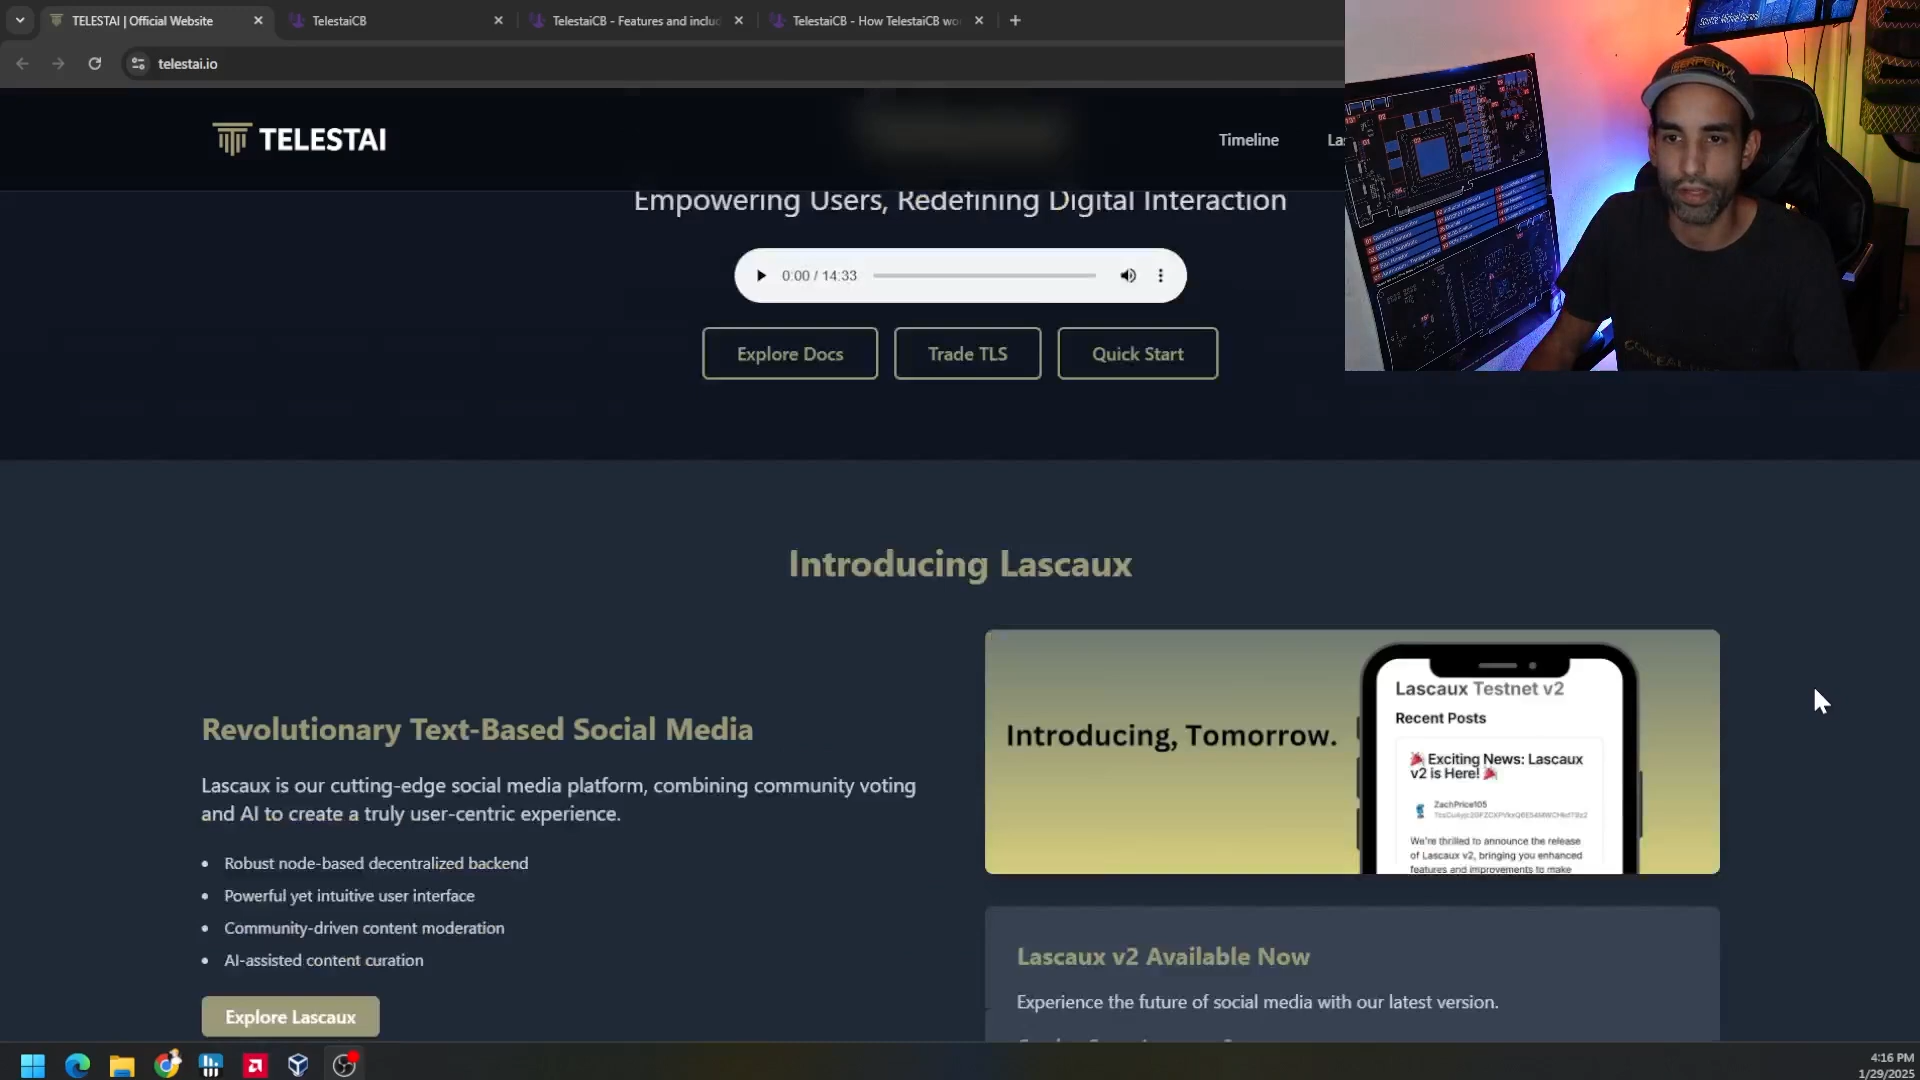 TELESTAI | Official Website
TelestaiCB
TelestaiCB - Features and inclu
TelestaiCB - How TelestaiCB wo
telestai.io
TELESTAI
Timeline
Las
Empowering Users, Redefining Digital Interaction
0:00 / 14:33
Explore Docs
Trade TLS
Quick Start
Introducing Lascaux
Revolutionary Text-Based Social Media
Lascaux is our cutting-edge social media platform, combining community voting
and AI to create a truly user-centric experience.
Robust node-based decentralized backend
Powerful yet intuitive user interface
Community-driven content moderation
AI-assisted content curation
Explore Lascaux
Introducing, Tomorrow.
Lascaux Testnet v2
Recent Posts
Exciting News: Lascaux
v2 is Here!
ZachPrice105
We're thrilled to announce the release
of Lascaux v2, bringing you enhanced
features and improvements to make
Lascaux v2 Available Now
Experience the future of social media with our latest version.
4:16 PM
1/29/2025